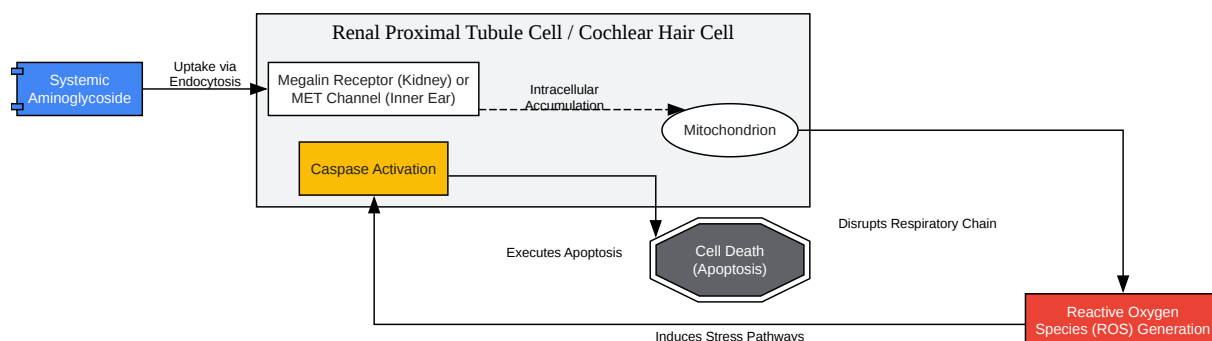 Renal Proximal Tubule Cell / Cochlear Hair Cell
Systemic
Aminoglycoside
Uptake via
Endocytosis
Megalin Receptor (Kidney) or
MET Channel (Inner Ear)
Intracellular
Accumulation
Mitochondrion
Caspase Activation
Disrupts Respiratory Chain
Executes Apoptosis
Cell Death
(Apoptosis)
Reactive Oxygen
Species (ROS) Generation
Induces Stress Pathways